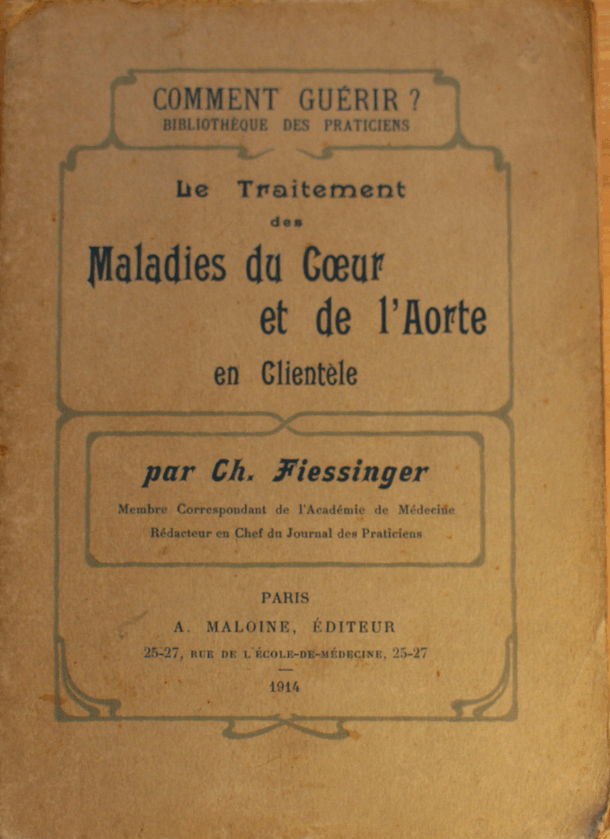 COMMENT GUÉRIR ?
BIBLIOTHÈQUE DES PRATICIENS
Le Traitement
des
Maladies du Cœur
et de l'Aorte
en Clientèle
par Ch. Fiessinger
Membre Correspondant de l'Académie de Médecine
Rédacteur en Chef du Journal des Praticiens
PARIS
A. MALOINE, ÉDITEUR
25-27, RUE DE L'ÉCOLE-DE-MÉDECINE, 25-27
1914